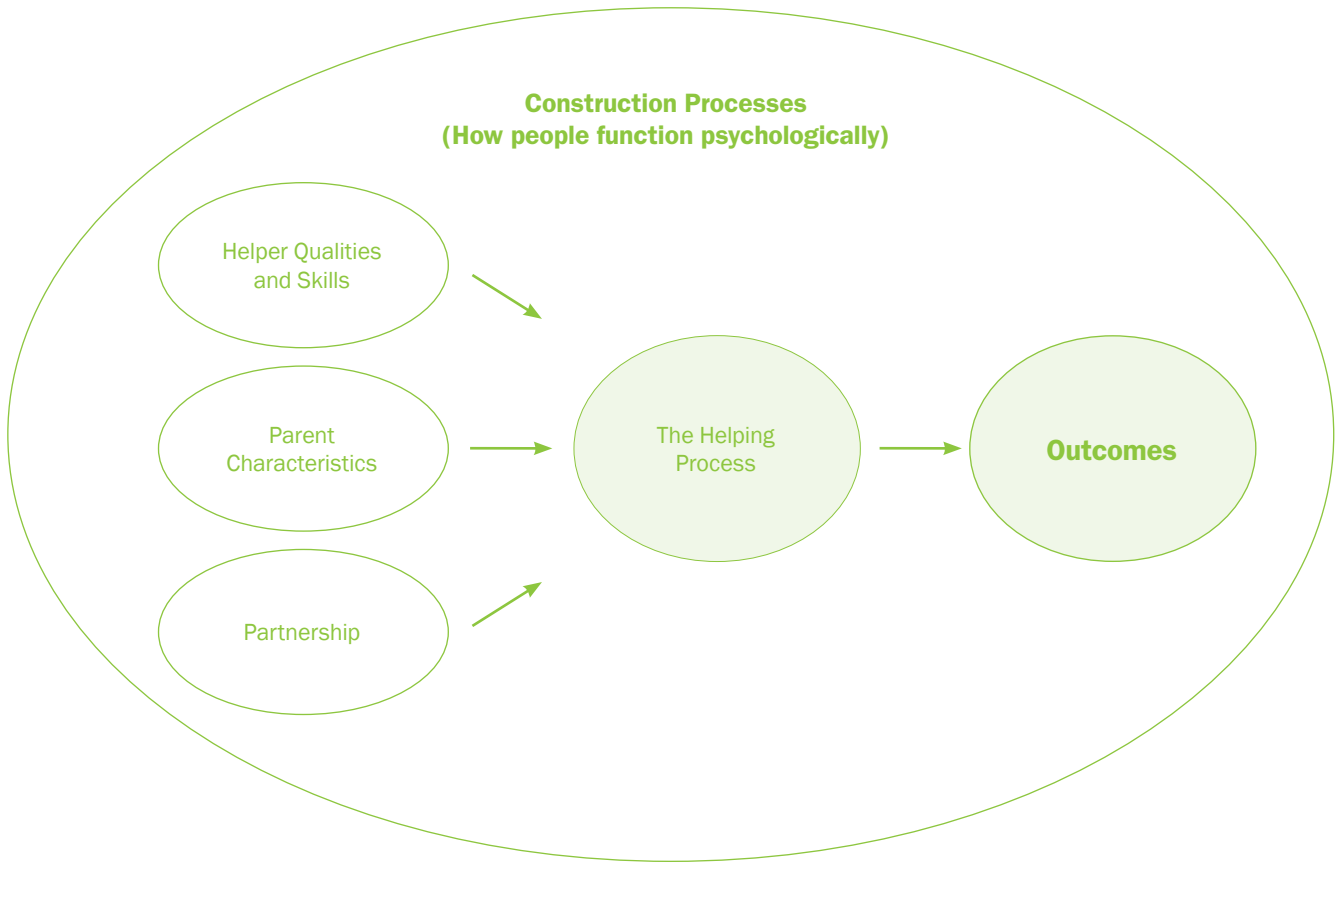 Construction Processes
(How people function psychologically)
Helper Qualities
and Skills
Parent
Characteristics
Partnership
The Helping
Process
Outcomes